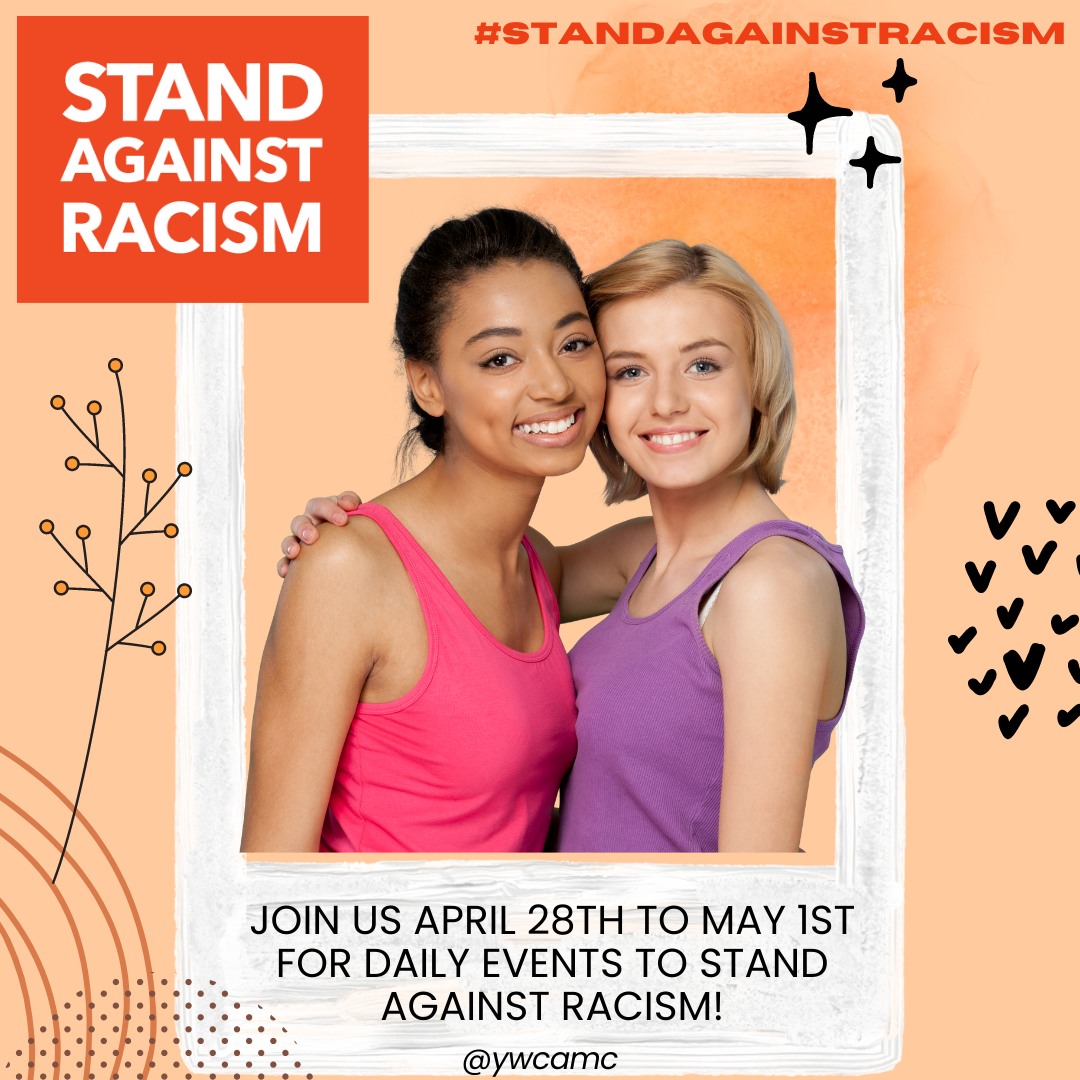 #STANDAGAINSTRACISM
STAND
AGAINST
RACISM
JOIN US APRIL 28TH TO MAY 1ST
FOR DAILY EVENTS TO STAND
AGAINST RACISM!
@ywcamc